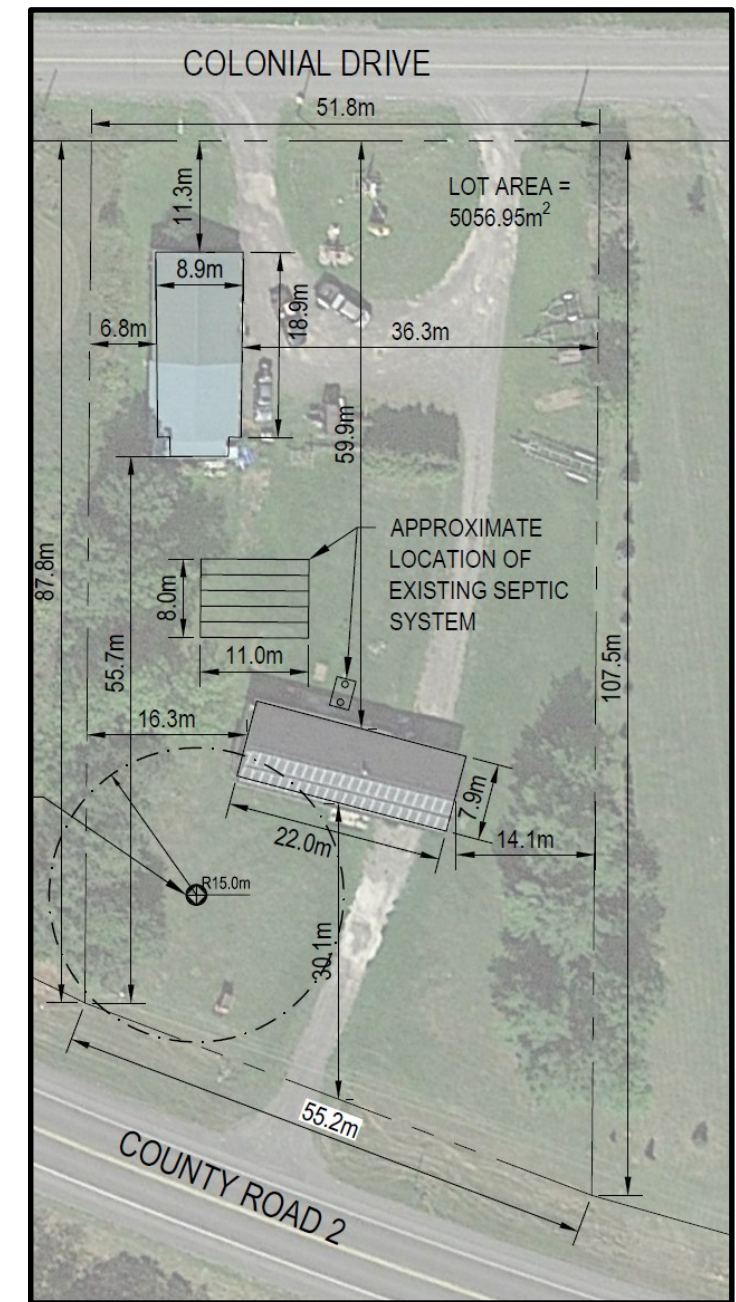 COLONIAL DRIVE
51.8m
11.3m
LOT AREA =
5056.95m²
8.9m
18.9m
6.8m
36.3m
59.9m
APPROXIMATE
LOCATION OF
EXISTING SEPTIC
SYSTEM
87.8m
8.0m
11.0m
55.7m
107.5m
16.3m
7.9m
22.0m
14.1m
R15.0m
30.1m
55.2m
COUNTY ROAD 2